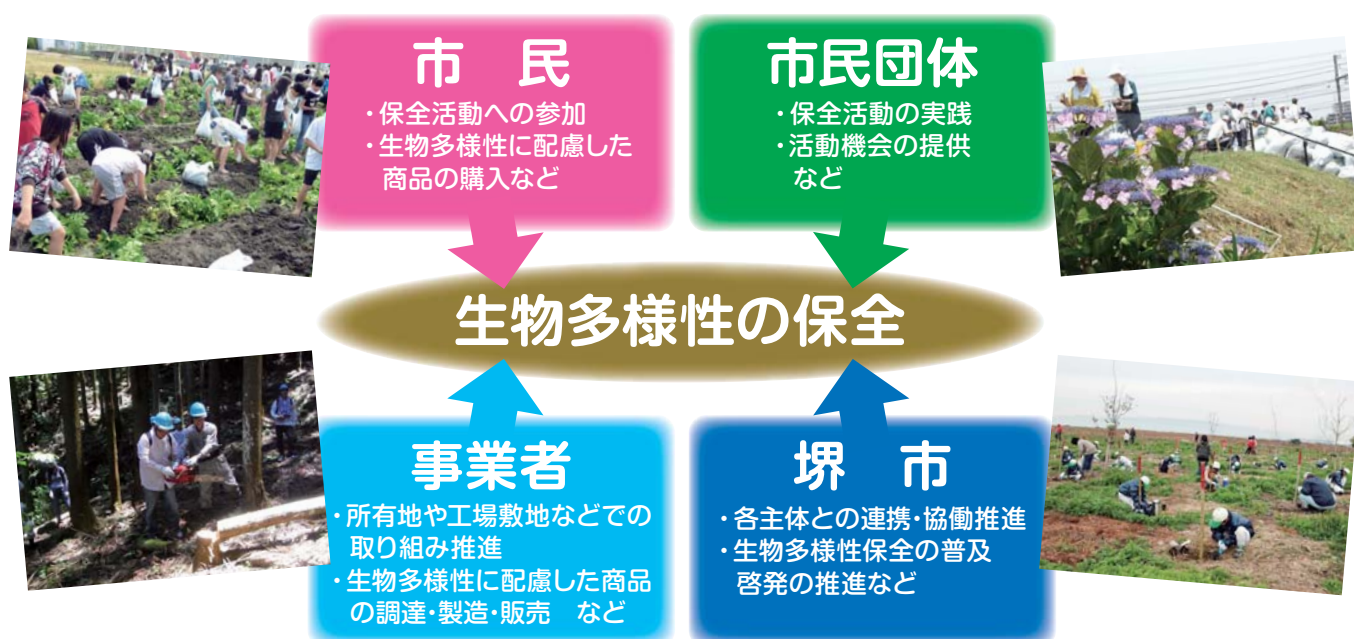 市　民
・保全活動への参加
・生物多様性に配慮した
商品の購入など
市民団体
・保全活動の実践
・活動機会の提供
など
生物多様性の保全
事業者
・所有地や工場敷地などでの
取り組み推進
・生物多様性に配慮した商品
の調達・製造・販売　など
堺　市
・各主体との連携・協働推進
・生物多様性保全の普及
啓発の推進など